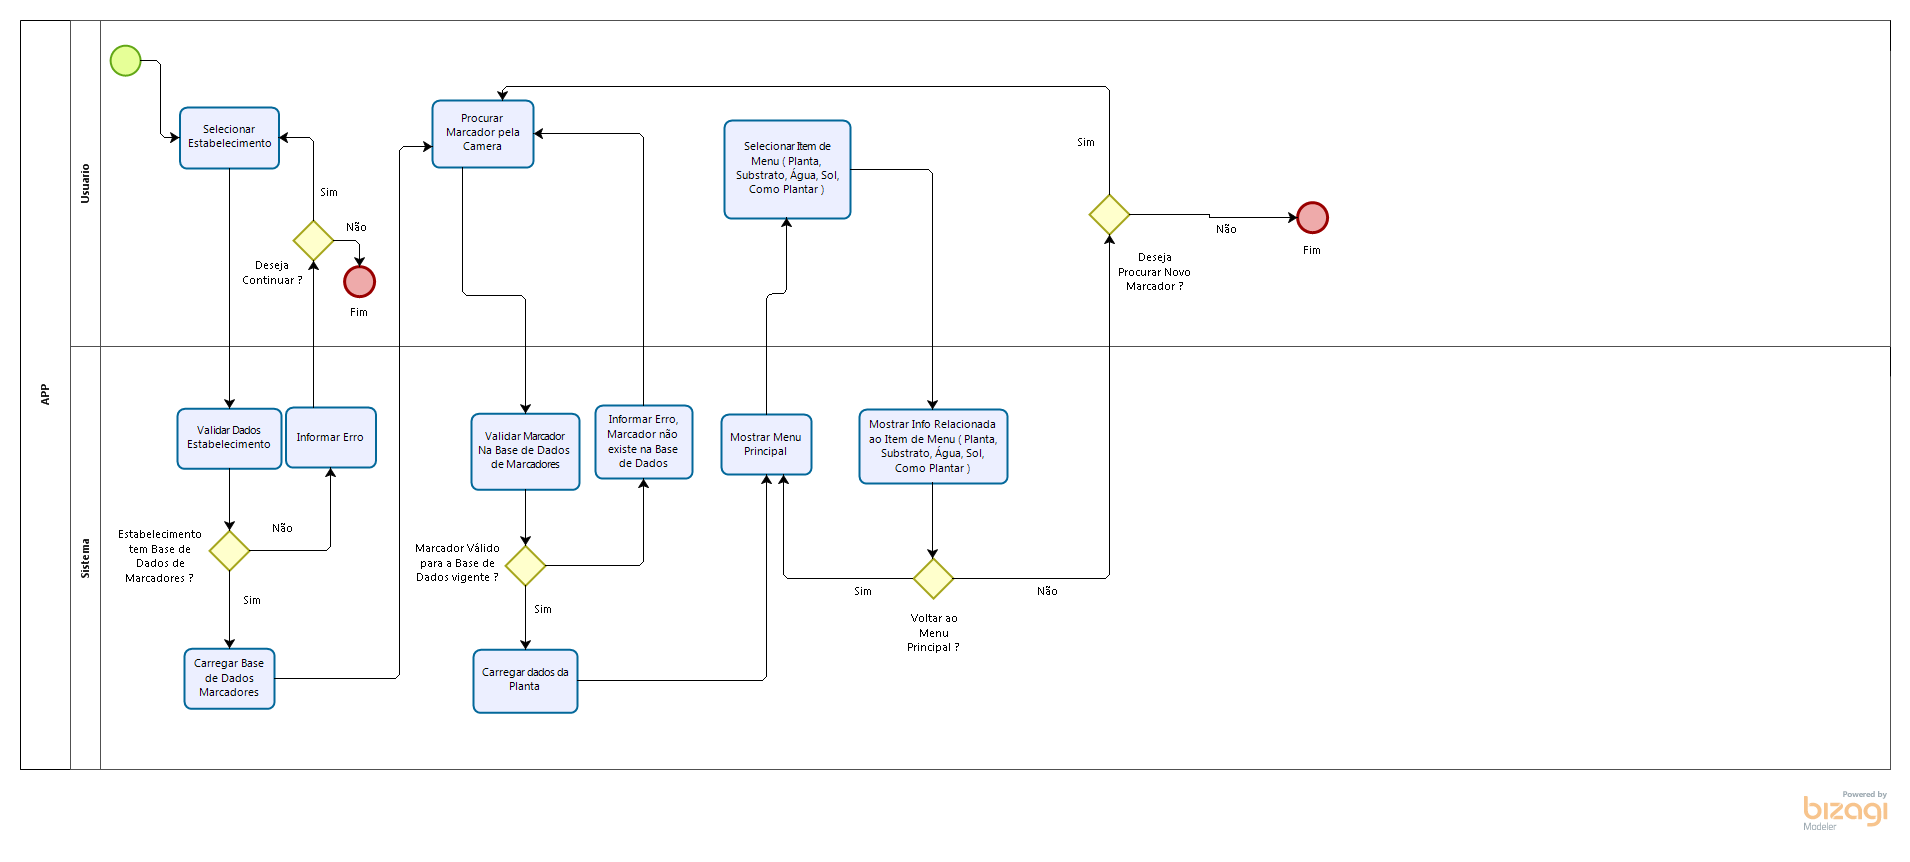 APP
Usuario
Selecionar
Estabelecimento
Sim
Não
Deseja
Continuar ?
Fim
Procurar
Marcador pela
Camera
Selecionar Item de
Menu ( Planta,
Substrato, Água, Sol,
Como Plantar )
Sim
Não
Deseja
Procurar Novo
Marcador ?
Fim
Sistema
Validar Dados
Estabelecimento
Informar Erro
Não
Estabelecimento
tem Base de
Dados de
Marcadores ?
Sim
Carregar Base
de Dados
Marcadores
Validar Marcador
Na Base de Dados
de Marcadores
Informar Erro,
Marcador não
existe na Base
de Dados
Marcador Válido
para a Base de
Dados vigente ?
Sim
Carregar dados da
Planta
Mostrar Menu
Principal
Mostrar Info Relacionada
ao Item de Menu ( Planta,
Substrato, Água, Sol,
Como Plantar )
Sim
Não
Voltar ao
Menu
Principal ?
Powered by
bizagi
Modeler